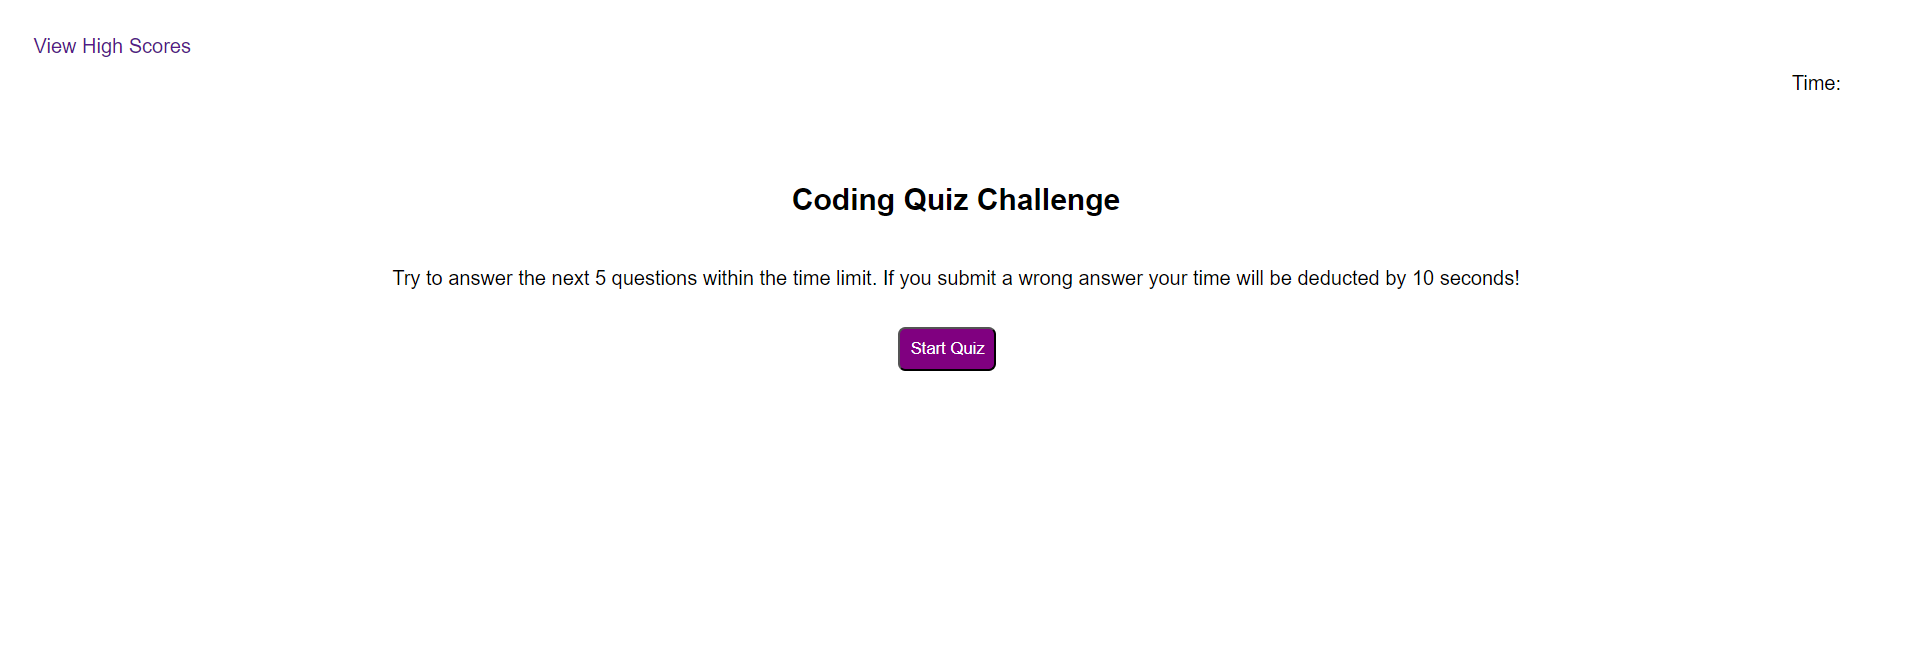 View High Scores
Time:
Coding Quiz Challenge
Try to answer the next 5 questions within the time limit. If you submit a wrong answer your time will be deducted by 10 seconds!
Start Quiz